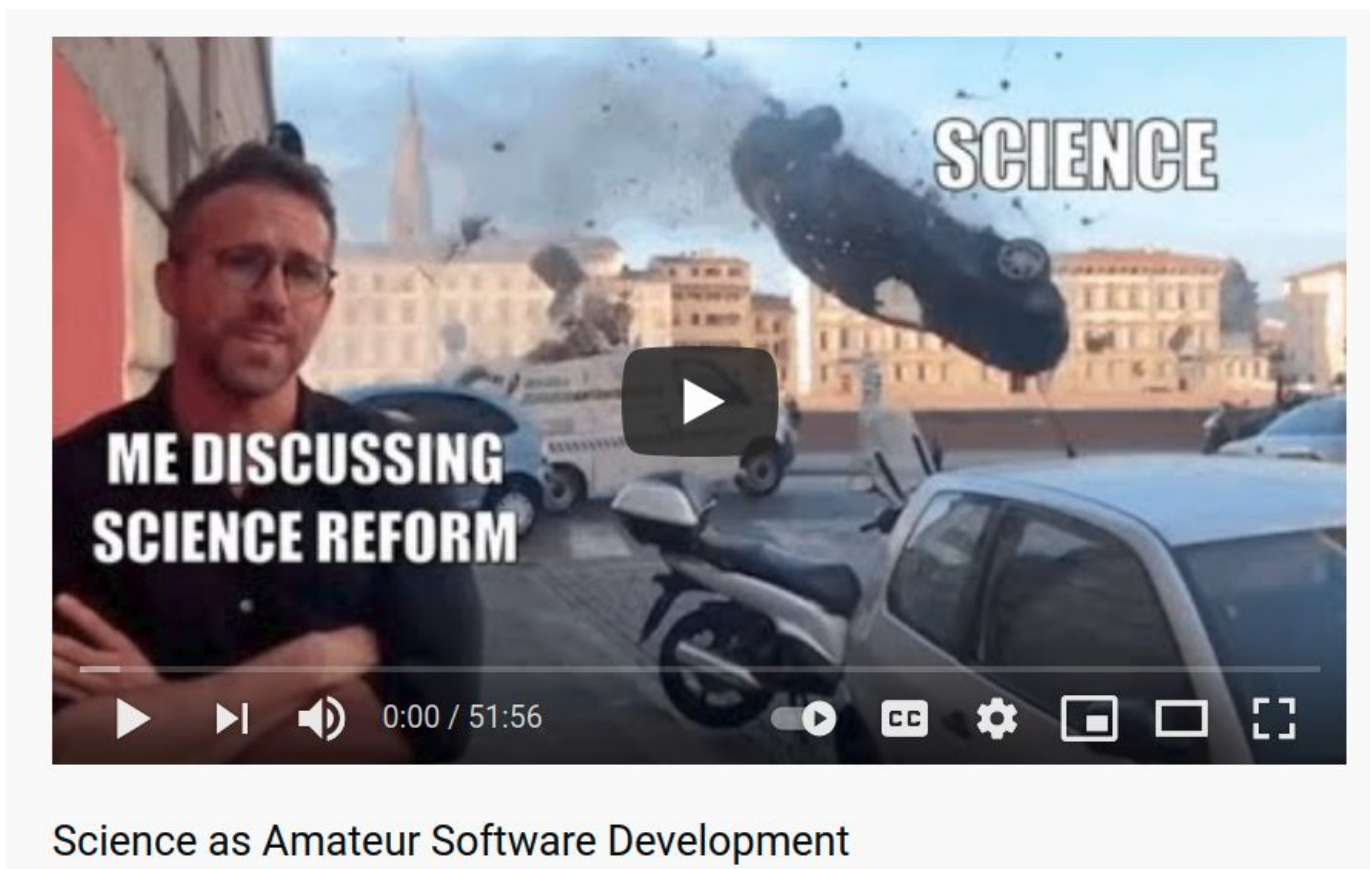 SCIENCE
ME DISCUSSING
SCIENCE REFORM
0:00 / 51:56
CC
Science as Amateur Software Development